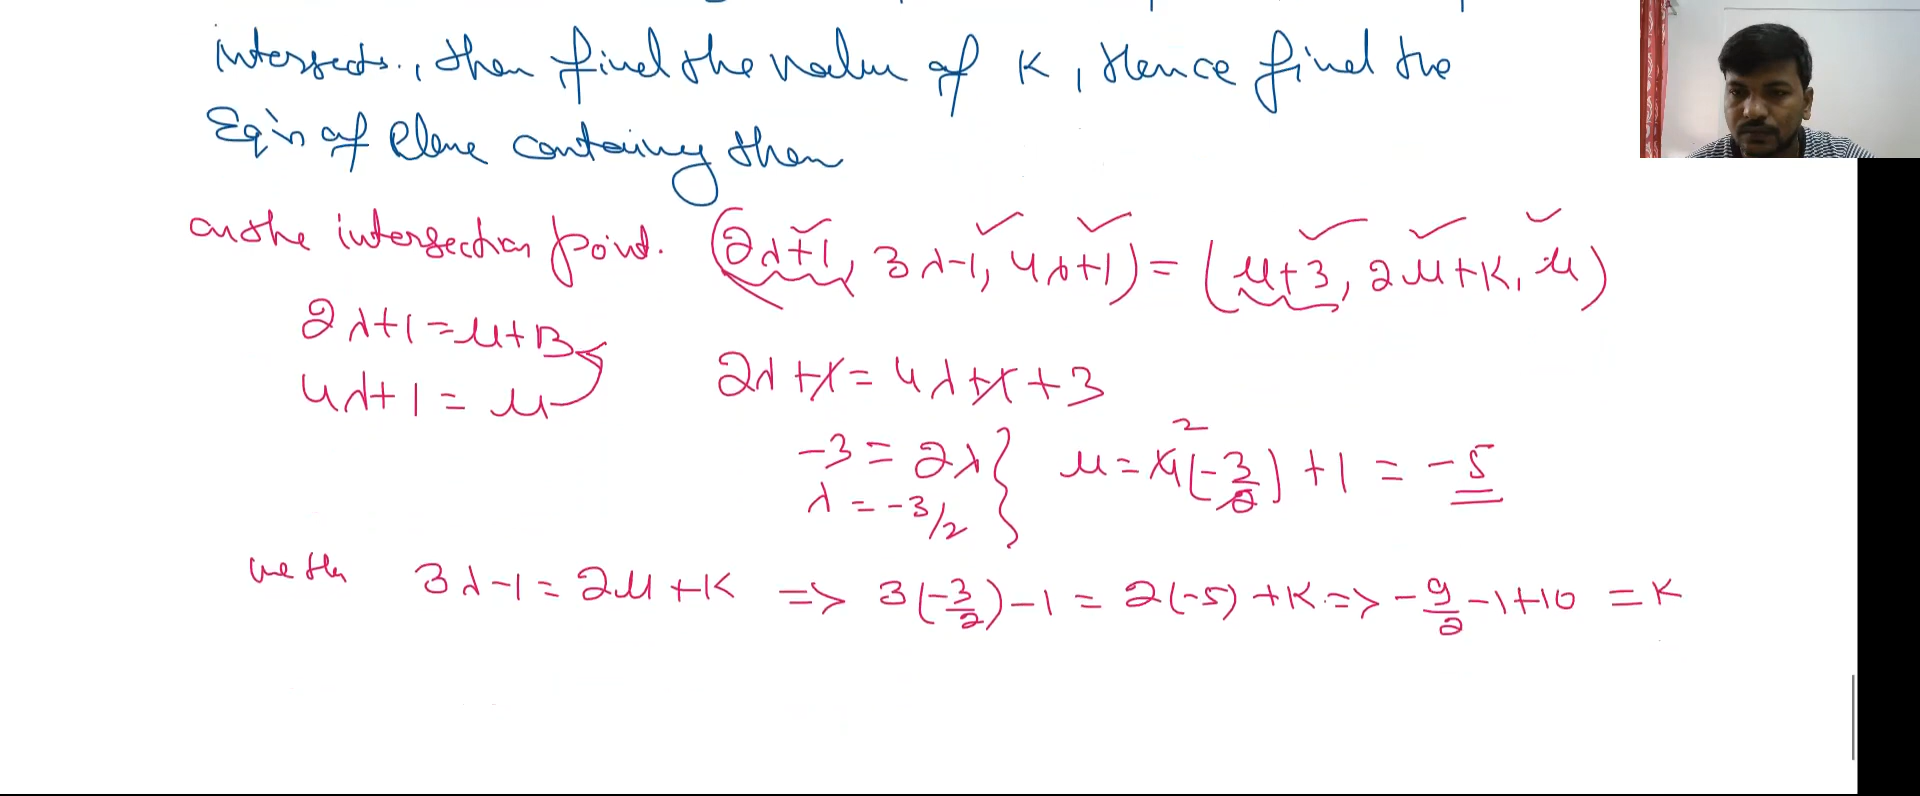 intersects., then find the value of K, Hence find the
Eq'n of Plane containing them
on the intersection point. (2λ+1, 3λ-1, 4λ+1) = (μ+3, 2μ+K, μ)
2λ+1=μ+3
4λ+1 = μ
2λ+1 = 4λ+1+3
-3 = 2λ
λ = -3/2
μ = 4(-3/2)+1 = -5
2
3λ-1 = 2μ+K => 3(-3/2)-1 = 2(-5)+K => -9/2-1+10 = K